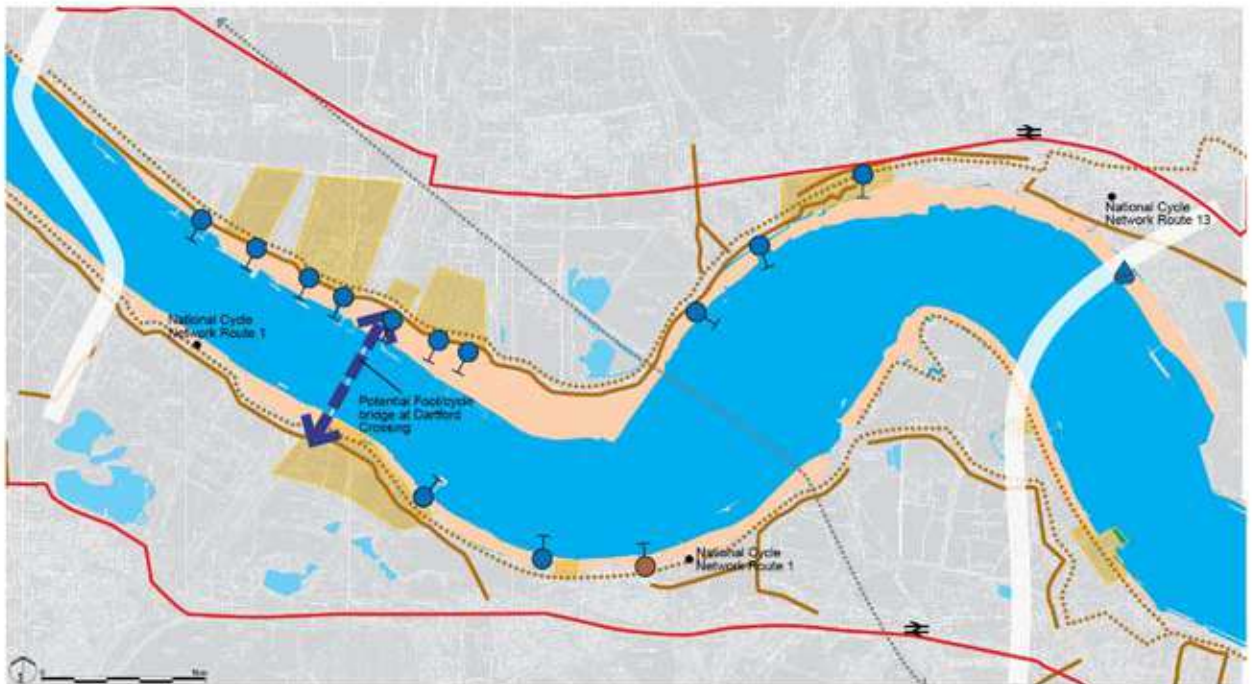 National Cycle
Network Route 13
National Cycle
Network Route 1
Potential Foot/cycle
bridge at Dartford
Crossing
National Cycle
Network Route 1
0